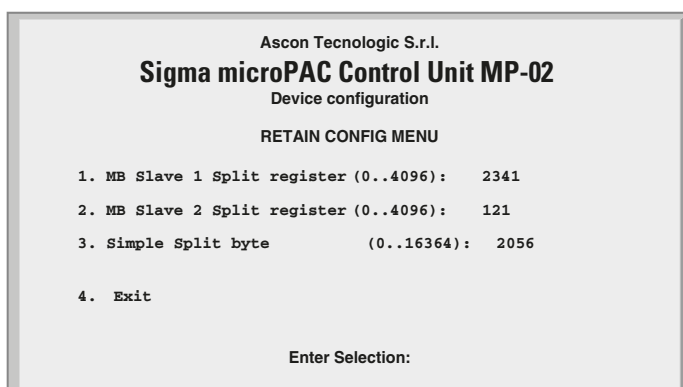 Ascon Tecnologic S.r.l.
Sigma microPAC Control Unit MP-02
Device configuration
RETAIN CONFIG MENU
1. MB Slave 1 Split register (0..4096): 2341
2. MB Slave 2 Split register (0..4096): 121
3. Simple Split byte (0..16364): 2056
4. Exit
Enter Selection: